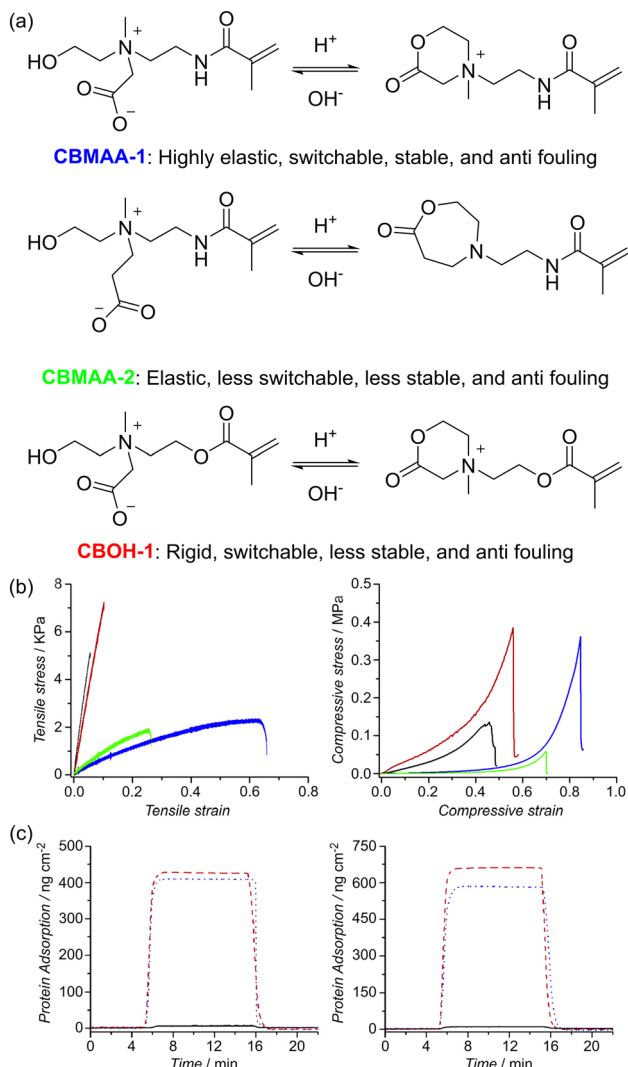 (a)
HO
N
+
N
H
O
O
O
−
H+
OH-
O
O
N
+
N
H
O
CBMAA-1: Highly elastic, switchable, stable, and anti fouling
HO
N
+
N
H
O
O
−
O
H+
OH-
O
O
N
N
H
O
CBMAA-2: Elastic, less switchable, less stable, and anti fouling
HO
N
+
O
O
O
O
−
H+
OH-
O
O
N
+
O
O
CBOH-1: Rigid, switchable, less stable, and anti fouling
(b)
Tensile stress / KPa
8
6
4
2
0
0.0 0.2 0.4 0.6 0.8
Tensile strain
Compressive stress / MPa
0.5
0.4
0.3
0.2
0.1
0.0
0.0 0.2 0.4 0.6 0.8 1.0
Compressive strain
(c)
Protein Adsorption / ng cm-2
500
400
300
200
100
0
0 4 8 12 16 20
Time / min
Protein Adsorption / ng cm-2
750
600
450
300
150
0
0 4 8 12 16 20
Time / min